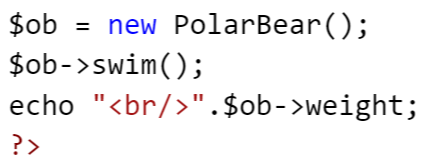 $ob = new PolarBear();
$ob->swim();
echo "<br/>".$ob->weight;
?>